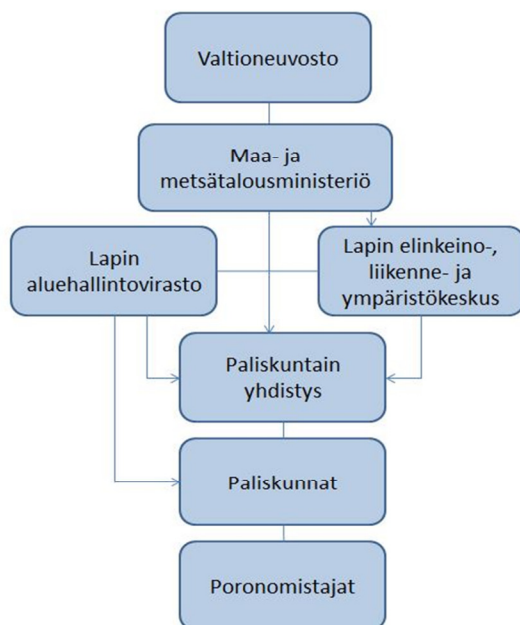 Valtioneuvosto
Maa- ja
metsätalousministeriö
Lapin
aluehallintovirasto
Lapin elinkeino-,
liikenne- ja
ympäristökeskus
Paliskuntain
yhdistys
Paliskunnat
Poronomistajat